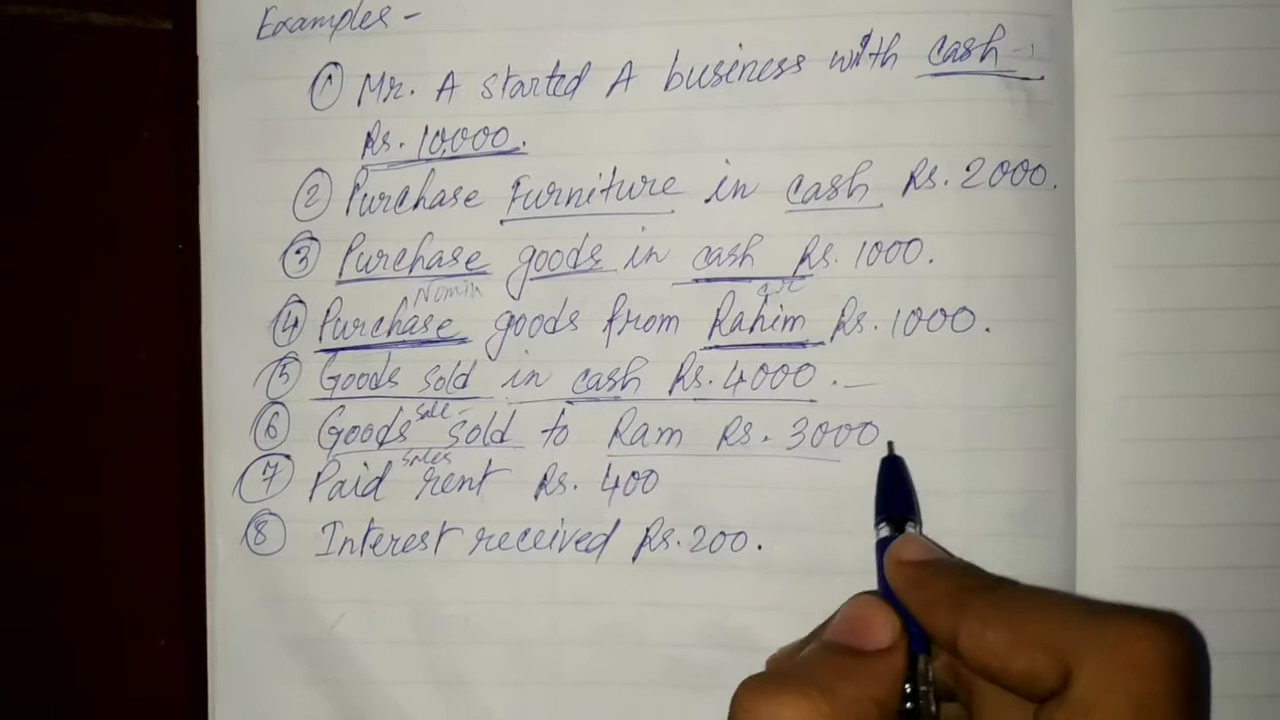 Examples -
① Mr. A started A business with cash -
Rs. 10,000.
② Purchase Furniture in cash Rs. 2000.
③ Purchase goods in cash Rs. 1000.
Nomin
④ Purchase goods from Rahim Rs. 1000.
⑤ Goods sold in cash Rs. 4000. -
Sale -
⑥ Goods sold to Ram Rs. 3000
Sales
⑦ Paid rent Rs. 400
⑧ Interest received Rs. 200.